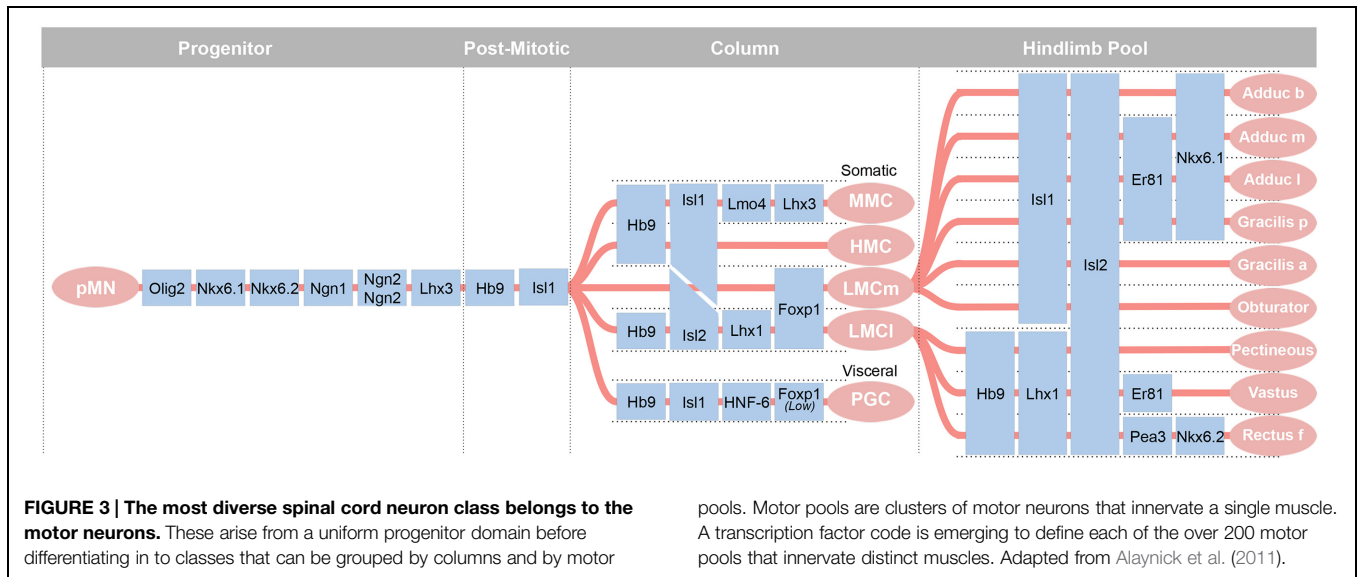 Progenitor Post-Mitotic Column Hindlimb Pool
pMN
Olig2
Nkx6.1
Nkx6.2
Ngn1
Ngn2
Ngn2
Lhx3
Hb9
Isl1
Somatic
Hb9
Isl1
Lmo4
Lhx3
MMC
HMC
Foxp1
LMCm
Hb9
Isl2
Lhx1
LMCl
Visceral
Hb9
Isl1
HNF-6
Foxp1
(Low)
PGC
Isl1
Isl2
Er81
Nkx6.1
Hb9
Lhx1
Er81
Pea3
Nkx6.2
Adduc b
Adduc m
Adduc l
Gracilis p
Gracilis a
Obturator
Pectineous
Vastus
Rectus f
FIGURE 3 | The most diverse spinal cord neuron class belongs to the
motor neurons. These arise from a uniform progenitor domain before
differentiating in to classes that can be grouped by columns and by motor
pools. Motor pools are clusters of motor neurons that innervate a single muscle.
A transcription factor code is emerging to define each of the over 200 motor
pools that innervate distinct muscles. Adapted from Alaynick et al. (2011).